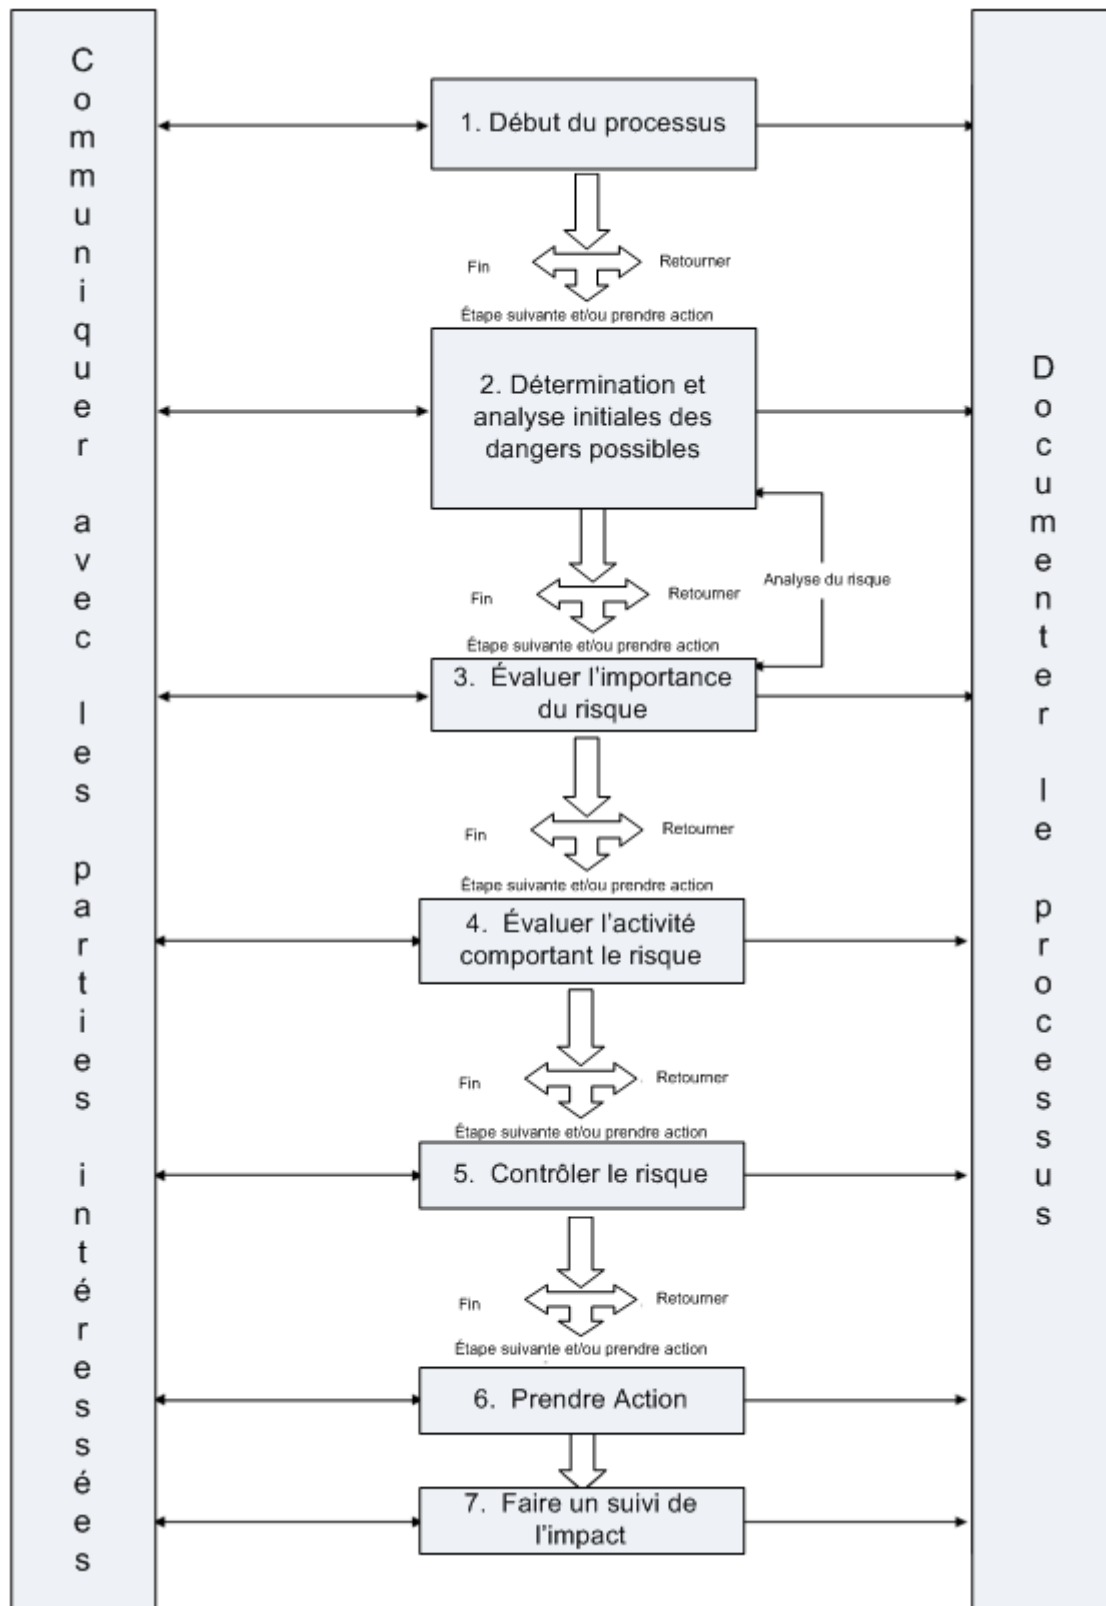 Communiquer avec les parties intéressées
1. Début du processus
Fin
Retourner
Étape suivante et/ou prendre action
2. Détermination et
analyse initiales des
dangers possibles
Analyse du risque
Fin
Retourner
Étape suivante et/ou prendre action
3. Évaluer l'importance
du risque
Fin
Retourner
Étape suivante et/ou prendre action
4. Évaluer l'activité
comportant le risque
Fin
Retourner
Étape suivante et/ou prendre action
5. Contrôler le risque
Fin
Retourner
Étape suivante et/ou prendre action
6. Prendre Action
7. Faire un suivi de
l'impact
Documenter le processus